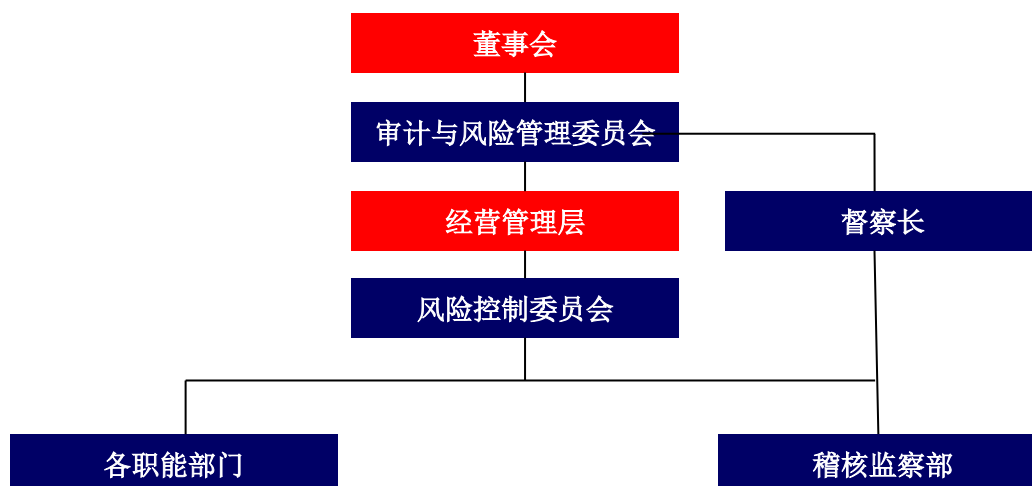 董事会
审计与风险管理委员会
经营管理层
督察长
风险控制委员会
各职能部门
稽核监察部